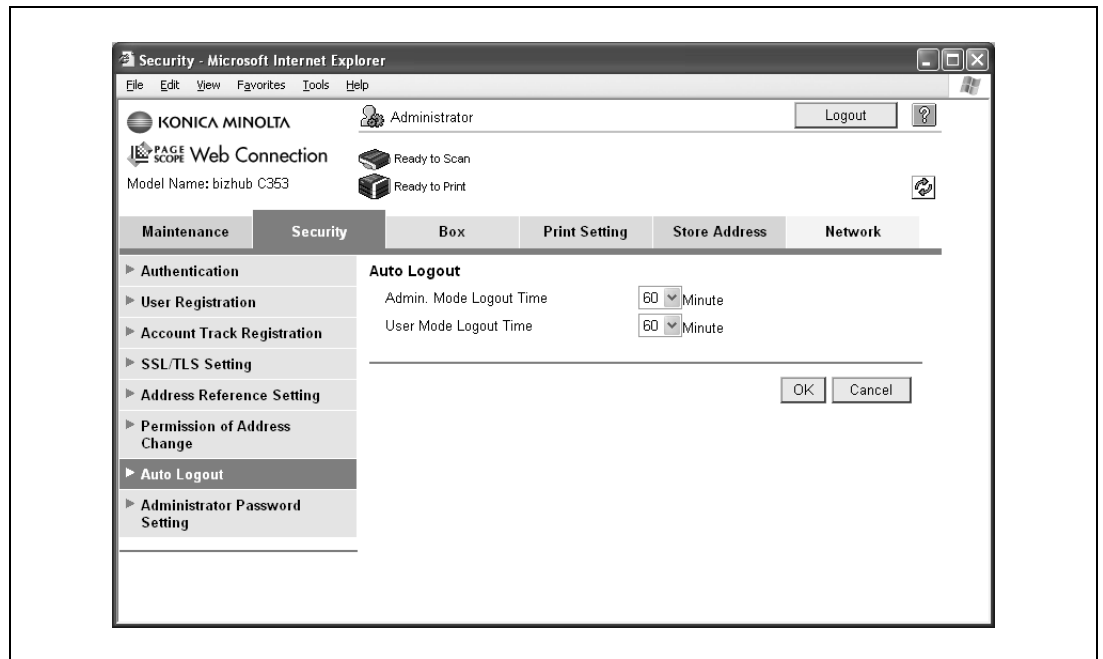 Security - Microsoft Internet Explorer
File Edit View Favorites Tools Help
KONICA MINOLTA
Administrator
Logout
?
PAGE SCOPE Web Connection
Ready to Scan
Model Name: bizhub C353
Ready to Print
Maintenance Security Box Print Setting Store Address Network
Authentication
User Registration
Account Track Registration
SSL/TLS Setting
Address Reference Setting
Permission of Address
Change
Auto Logout
Administrator Password
Setting
Auto Logout
Admin. Mode Logout Time 60 Minute
User Mode Logout Time 60 Minute
OK Cancel